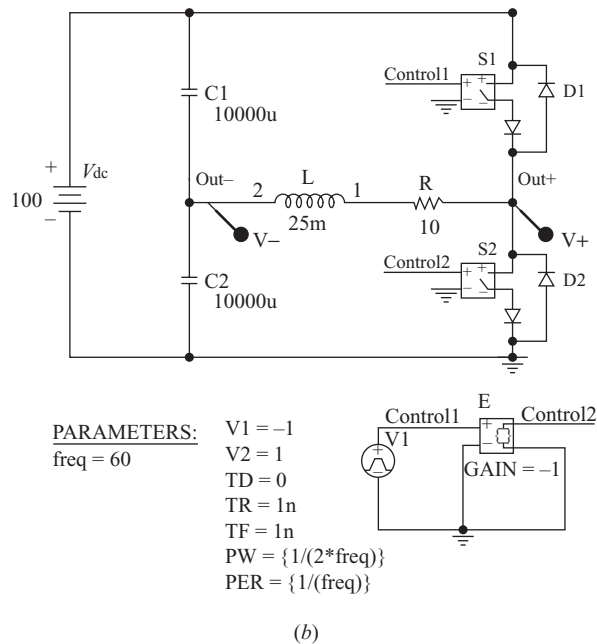 S1
Control1
D1
C1
10000u
+
Vdc
100
−
Out−
2
L
1
25m
R
10
Out+
V−
V+
S2
Control2
D2
C2
10000u
PARAMETERS:
freq = 60
V1 = −1
V2 = 1
TD = 0
TR = 1n
TF = 1n
PW = {1/(2*freq)}
PER = {1/(freq)}
Control1
V1
E
Control2
GAIN = −1
(b)